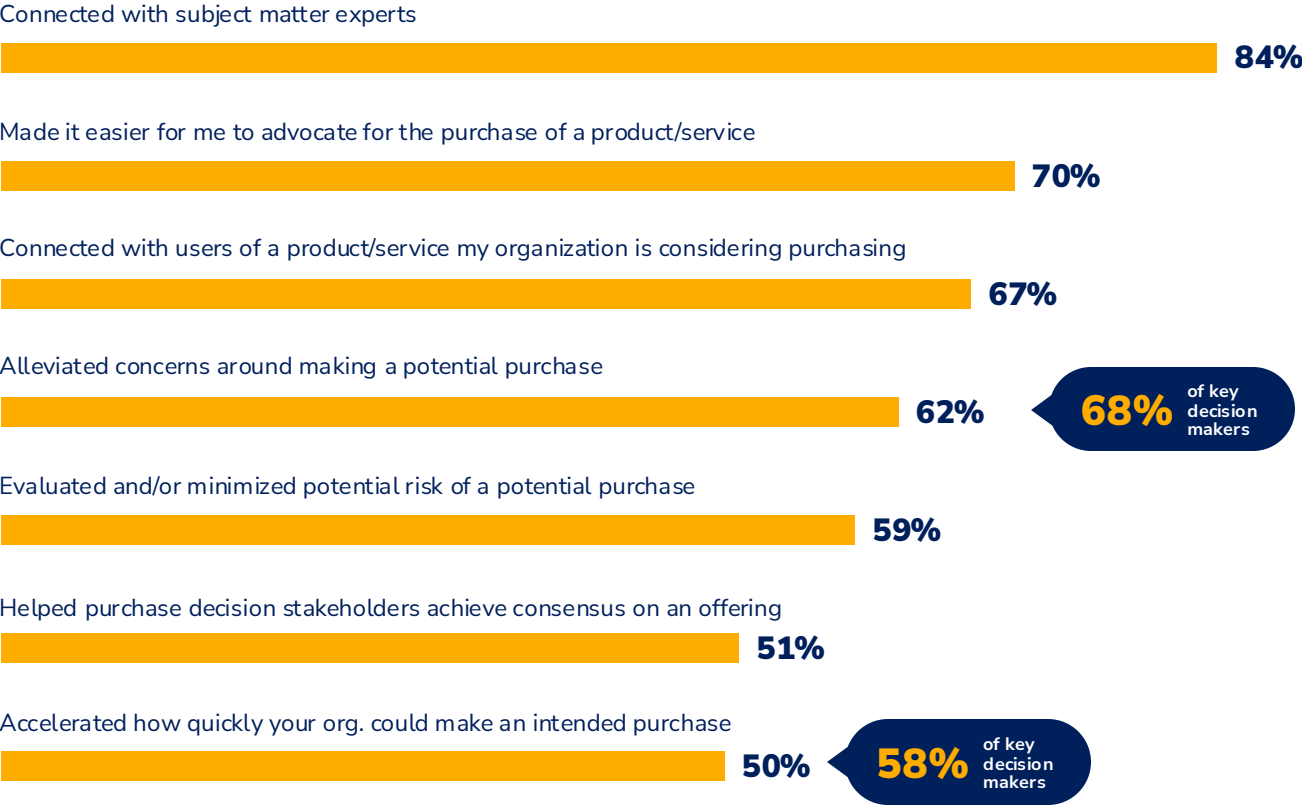 Connected with subject matter experts
84%
Made it easier for me to advocate for the purchase of a product/service
70%
Connected with users of a product/service my organization is considering purchasing
67%
Alleviated concerns around making a potential purchase
62%
68%
of key
decision
makers
Evaluated and/or minimized potential risk of a potential purchase
59%
Helped purchase decision stakeholders achieve consensus on an offering
51%
Accelerated how quickly your org. could make an intended purchase
50%
58%
of key
decision
makers